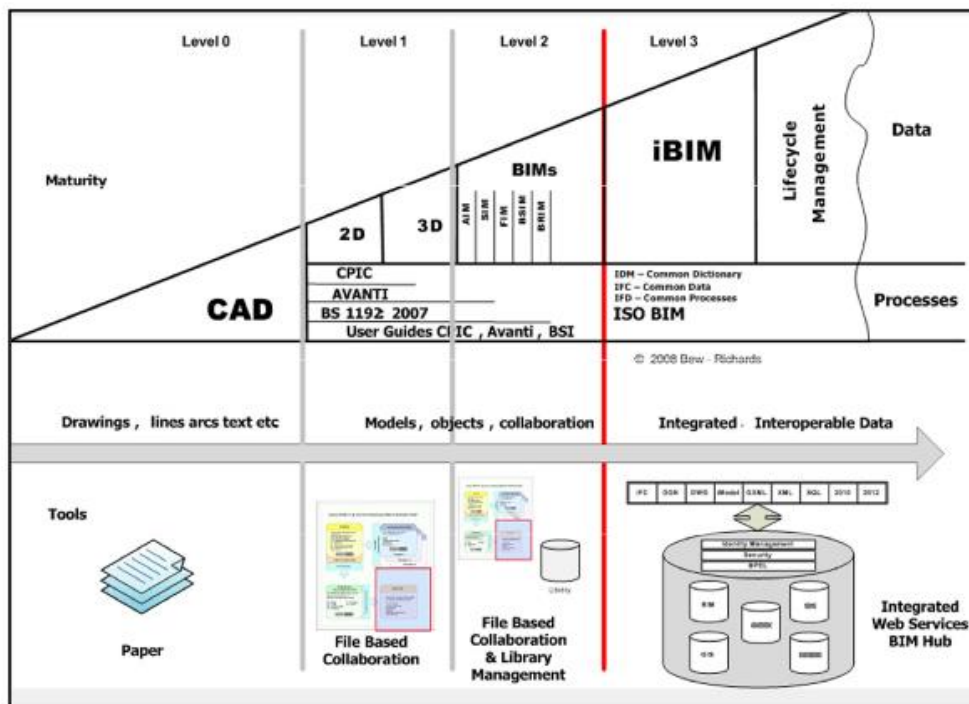 Level 0
Level 1
Level 2
Level 3
Maturity
CAD
2D
3D
BIMs
AIM
SIM
FIM
BSIM
BRIM
iBIM
Lifecycle
Management
Data
Processes
CPIC
AVANTI
BS 1192 2007
User Guides CPIC , Avanti , BSI
IDM – Common Dictionary
IFC – Common Data
IFD – Common Processes
ISO BIM
© 2008 Bew - Richards
Drawings , lines arcs text etc
Models , objects , collaboration
Integrated . Interoperable Data
Tools
Paper
File Based
Collaboration
Library
File Based
Collaboration
& Library
Management
IFC DGN DWG iModel GXML XML SQL 2010 2012
Identity Management
Security
BPEL
BIM
GIS
Integrated
Web Services
BIM Hub